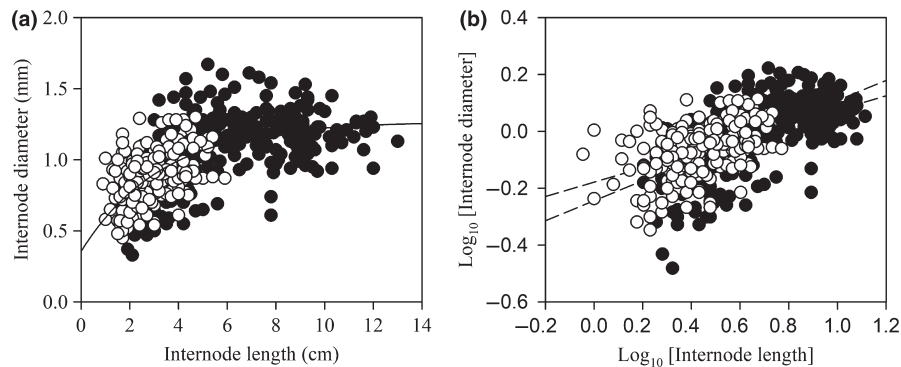 (a)
2.0
1.5
1.0
0.5
0.0
Internode diameter (mm)
0 2 4 6 8 10 12 14
Internode length (cm)
(b)
0.4
0.2
0.0
−0.2
−0.4
−0.6
Log10 [Internode diameter]
−0.2 0.0 0.2 0.4 0.6 0.8 1.0 1.2
Log10 [Internode length]